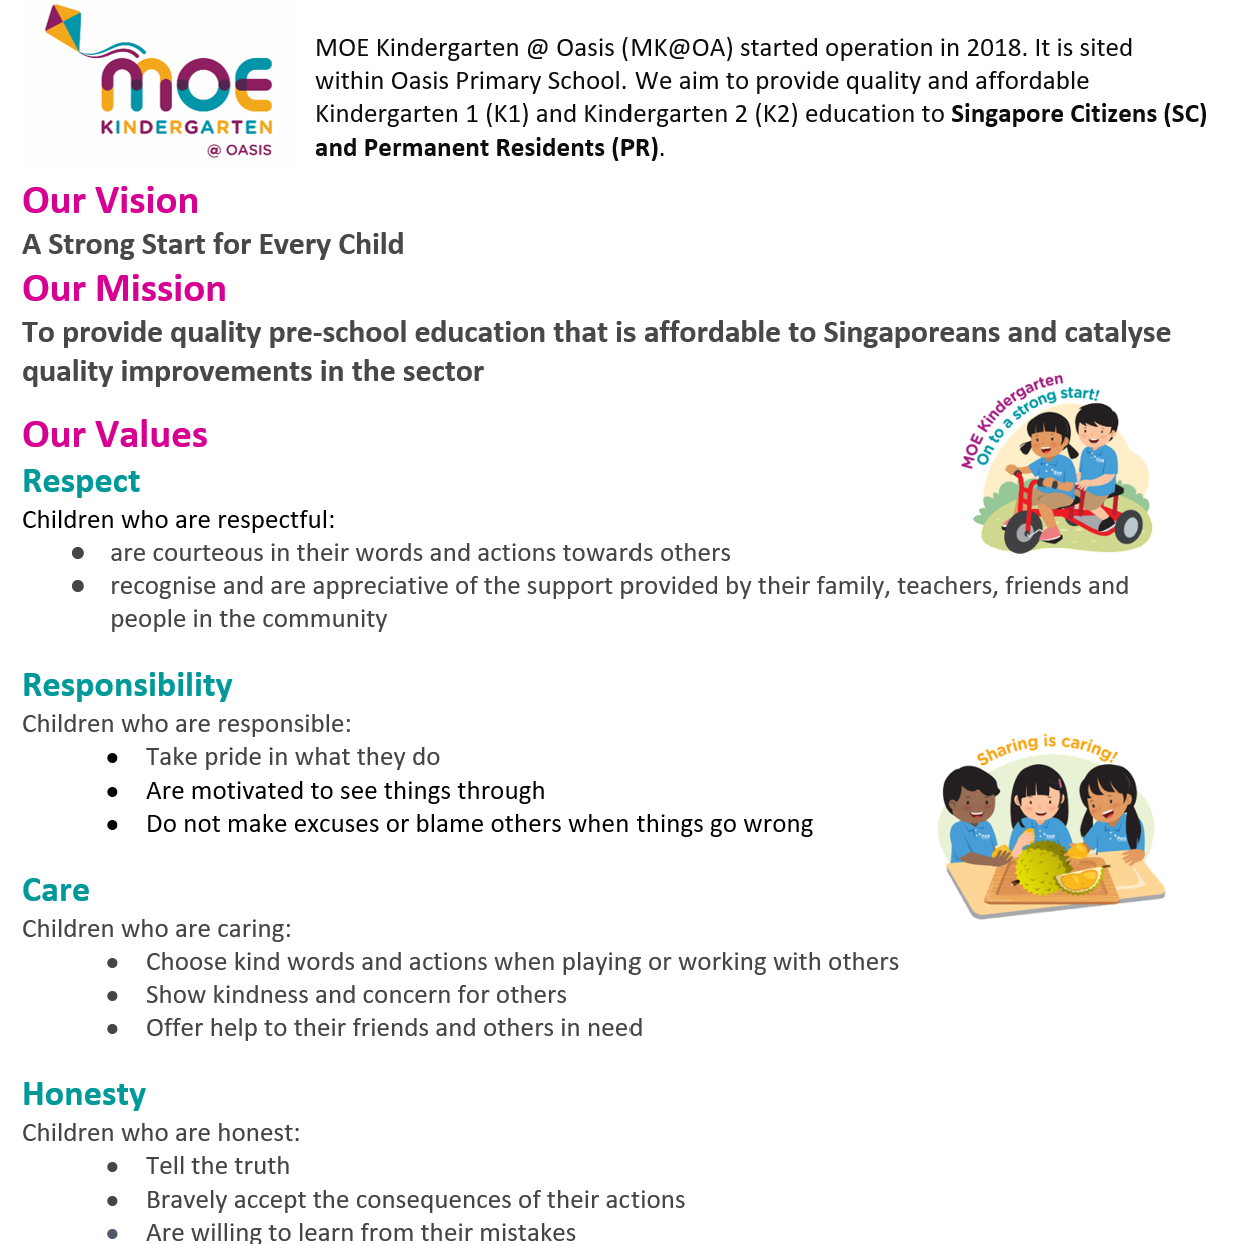 moe
KINDERGARTEN
@ OASIS
MOE Kindergarten @ Oasis (MK@OA) started operation in 2018. It is sited
within Oasis Primary School. We aim to provide quality and affordable
Kindergarten 1 (K1) and Kindergarten 2 (K2) education to Singapore Citizens (SC)
and Permanent Residents (PR).
Our Vision
A Strong Start for Every Child
Our Mission
To provide quality pre-school education that is affordable to Singaporeans and catalyse
quality improvements in the sector
MOE Kindergarten
On to a strong start!
Our Values
Respect
Children who are respectful:
● are courteous in their words and actions towards others
● recognise and are appreciative of the support provided by their family, teachers, friends and
people in the community
Responsibility
Children who are responsible:
● Take pride in what they do
● Are motivated to see things through
● Do not make excuses or blame others when things go wrong
Sharing is caring!
Care
Children who are caring:
● Choose kind words and actions when playing or working with others
● Show kindness and concern for others
● Offer help to their friends and others in need
Honesty
Children who are honest:
● Tell the truth
● Bravely accept the consequences of their actions
● Are willing to learn from their mistakes